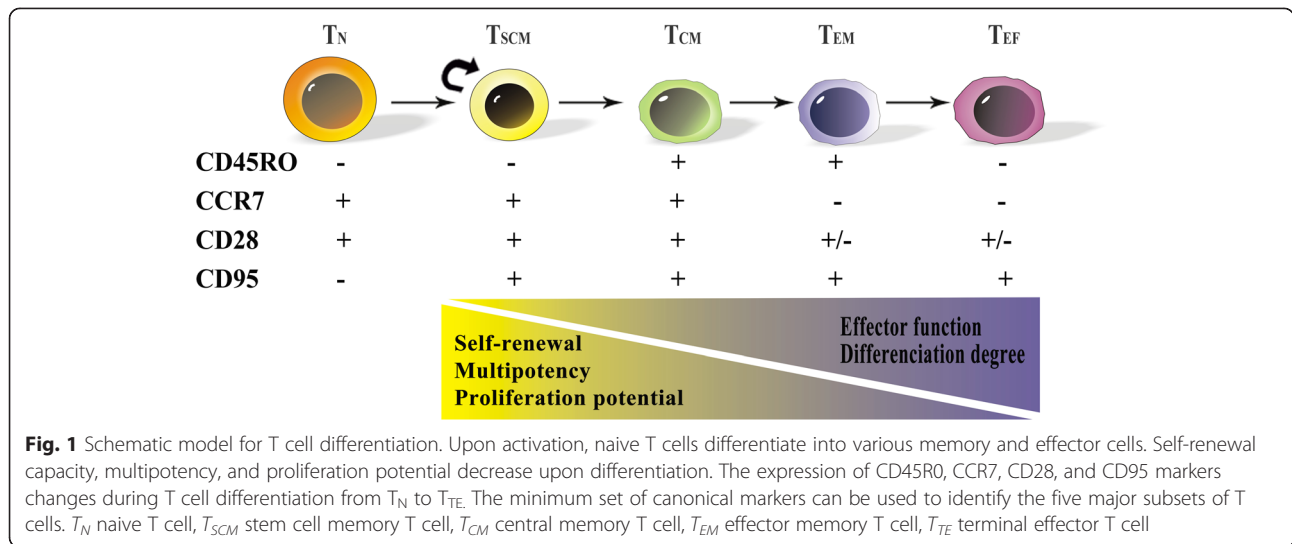 TN TSCM TCM TEM TEF
CD45RO - - + + -
CCR7 + + + - -
CD28 + + + +/- +/-
CD95 - + + + +
Effector function
Differenciation degree
Self-renewal
Multipotency
Proliferation potential
Fig. 1 Schematic model for T cell differentiation. Upon activation, naive T cells differentiate into various memory and effector cells. Self-renewal
capacity, multipotency, and proliferation potential decrease upon differentiation. The expression of CD45R0, CCR7, CD28, and CD95 markers
changes during T cell differentiation from TN to TTE. The minimum set of canonical markers can be used to identify the five major subsets of T
cells. TN naive T cell, TSCM stem cell memory T cell, TCM central memory T cell, TEM effector memory T cell, TTE terminal effector T cell